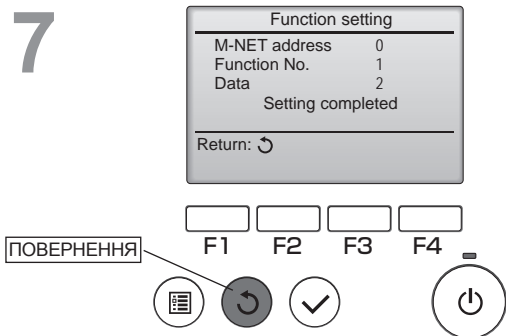 7
Function setting
M-NET address 0
Function No. 1
Data 2
Setting completed
Return:
F1 F2 F3 F4
ПОВЕРНЕННЯ